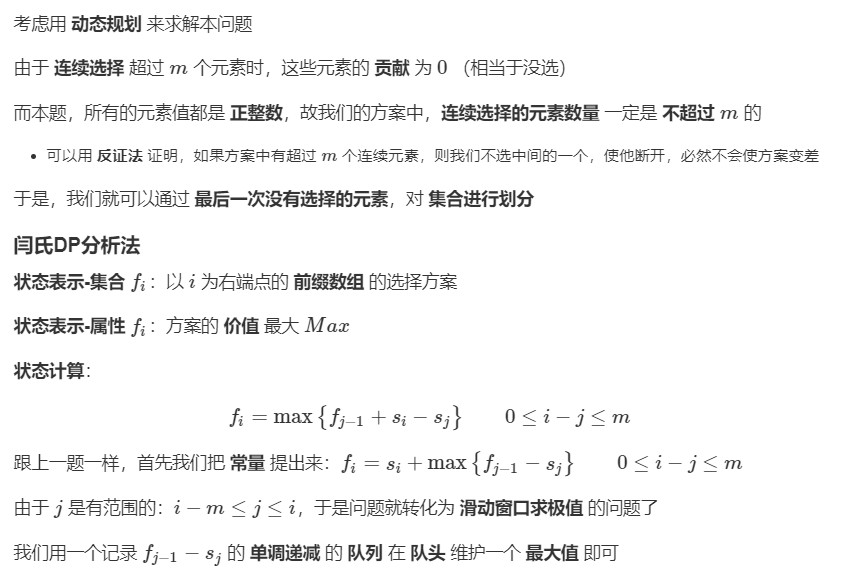 考虑用 动态规划 来求解本问题
由于 连续选择 超过 m 个元素时，这些元素的 贡献 为 0 （相当于没选）
而本题，所有的元素值都是 正整数，故我们的方案中，连续选择的元素数量 一定是 不超过 m 的
• 可以用 反证法 证明，如果方案中有超过 m 个连续元素，则我们不选中间的一个，使他断开，必然不会使方案变差
于是，我们就可以通过 最后一次没有选择的元素，对 集合进行划分
闫氏DP分析法
状态表示-集合 f_i：以 i 为右端点的 前缀数组 的选择方案
状态表示-属性 f_i：方案的 价值 最大 Max
状态计算：
f_i = max {f_{j−1} + s_i − s_j} 0 ≤ i − j ≤ m
跟上一题一样，首先我们把 常量 提出来：f_i = s_i + max {f_{j−1} − s_j} 0 ≤ i − j ≤ m
由于 j 是有范围的：i − m ≤ j ≤ i，于是问题就转化为 滑动窗口求极值 的问题了
我们用一个记录 f_{j−1} − s_j 的 单调递减 的 队列 在 队头 维护一个 最大值 即可